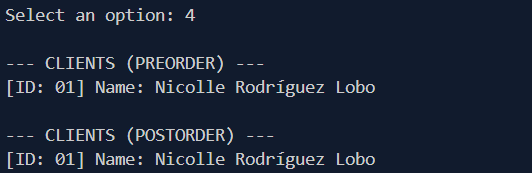 Select an option: 4
--- CLIENTS (PREORDER) ---
[ID: 01] Name: Nicolle Rodríguez Lobo
--- CLIENTS (POSTORDER) ---
[ID: 01] Name: Nicolle Rodríguez Lobo